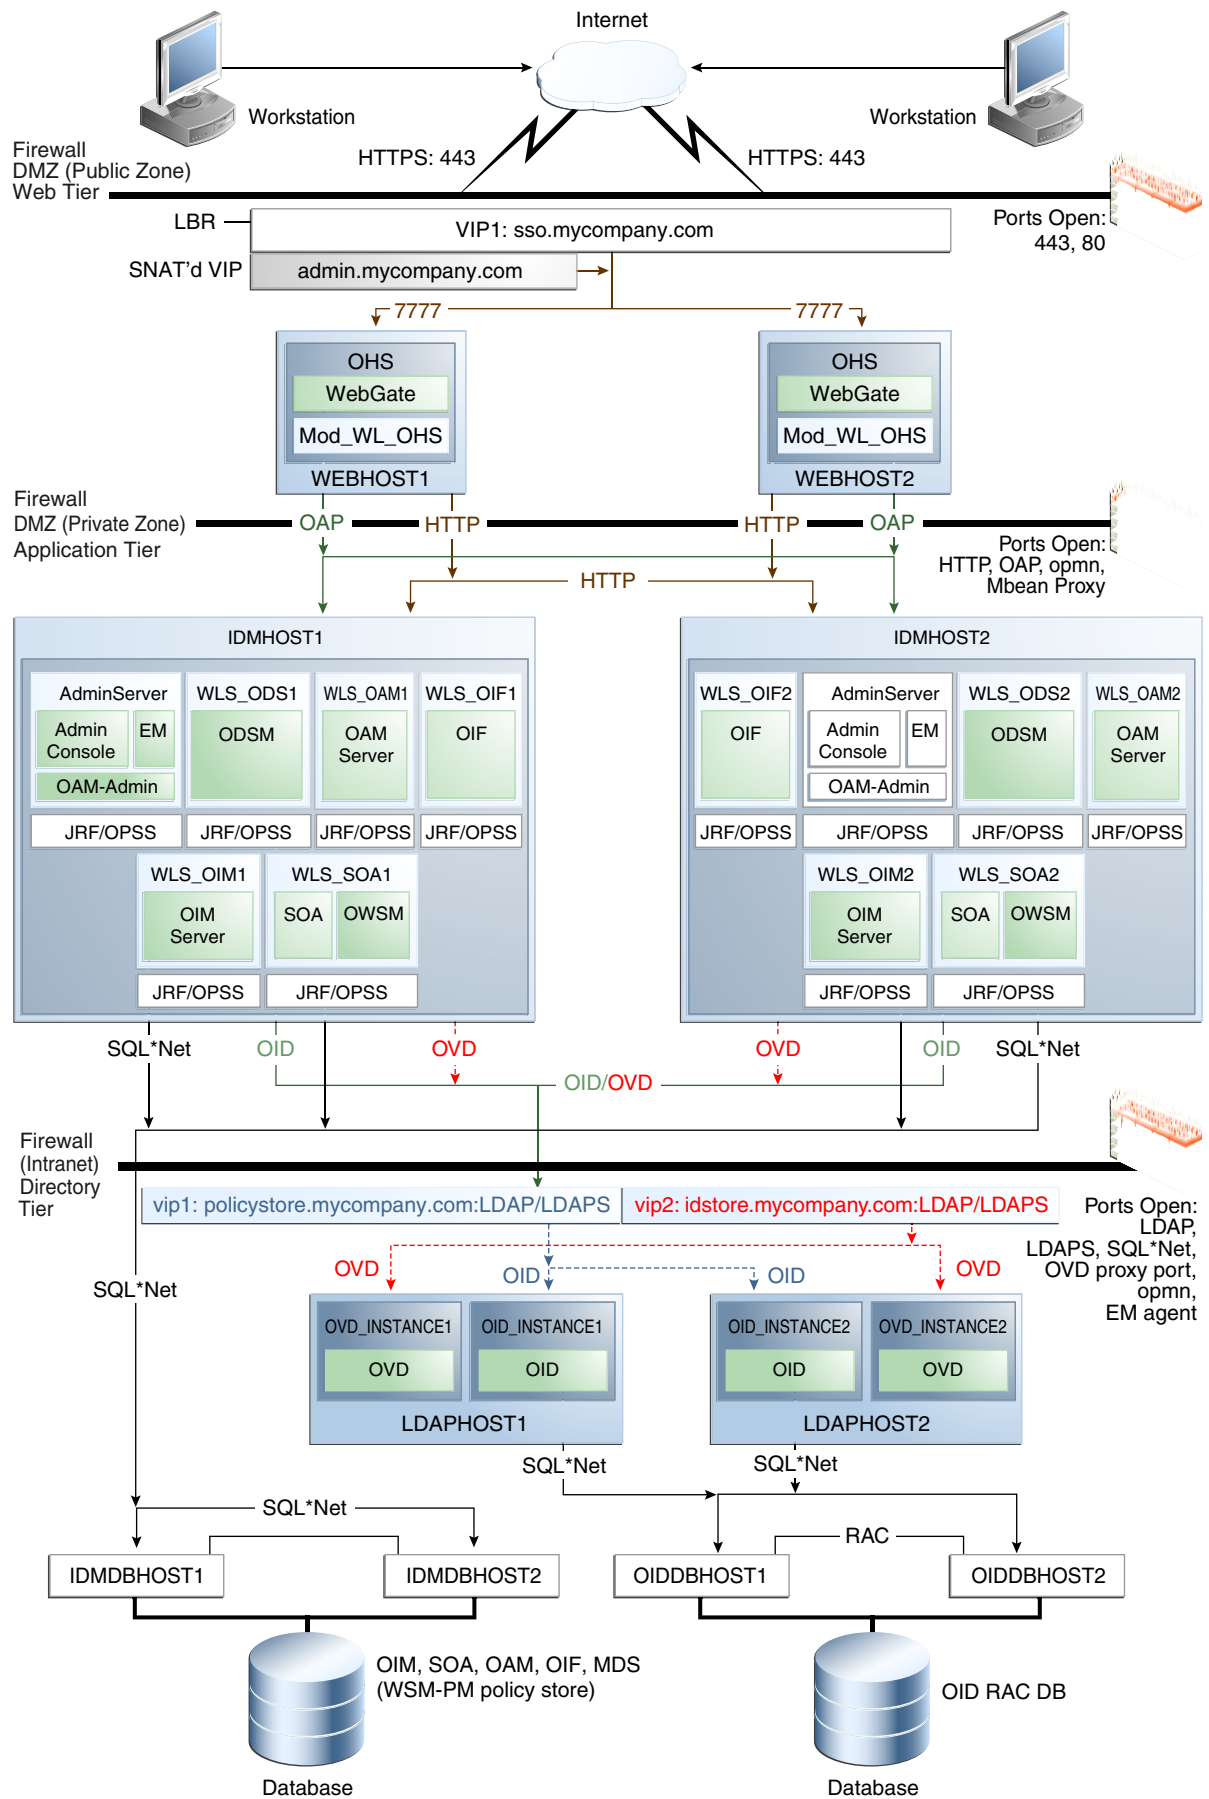 Internet
Workstation
Workstation
HTTPS: 443
HTTPS: 443
Firewall
DMZ (Public Zone)
Web Tier
LBR
VIP1: sso.mycompany.com
Ports Open:
443, 80
SNAT'd VIP
admin.mycompany.com
7777
7777
OHS
WebGate
Mod_WL_OHS
WEBHOST1
OHS
WebGate
Mod_WL_OHS
WEBHOST2
Firewall
DMZ (Private Zone)
Application Tier
OAP
HTTP
HTTP
OAP
Ports Open:
HTTP, OAP, opmn,
Mbean Proxy
HTTP
IDMHOST1
AdminServer
Admin
Console
EM
OAM-Admin
WLS_ODS1
ODSM
WLS_OAM1
OAM
Server
WLS_OIF1
OIF
JRF/OPSS
JRF/OPSS
JRF/OPSS
JRF/OPSS
WLS_OIM1
OIM
Server
WLS_SOA1
SOA
OWSM
JRF/OPSS
JRF/OPSS
IDMHOST2
WLS_OIF2
OIF
AdminServer
Admin
Console
EM
OAM-Admin
WLS_ODS2
ODSM
WLS_OAM2
OAM
Server
JRF/OPSS
JRF/OPSS
JRF/OPSS
JRF/OPSS
WLS_OIM2
OIM
Server
WLS_SOA2
SOA
OWSM
JRF/OPSS
JRF/OPSS
SQL*Net
OID
OVD
OVD
OID
SQL*Net
OID/OVD
Firewall
(Intranet)
Directory
Tier
vip1: policystore.mycompany.com:LDAP/LDAPS
vip2: idstore.mycompany.com:LDAP/LDAPS
Ports Open:
LDAP,
LDAPS, SQL*Net,
OVD proxy port,
opmn,
EM agent
SQL*Net
OVD
OID
OID
OVD
OVD_INSTANCE1
OVD
OID_INSTANCE1
OID
LDAPHOST1
OID_INSTANCE2
OID
OVD_INSTANCE2
OVD
LDAPHOST2
SQL*Net
SQL*Net
SQL*Net
RAC
IDMDBHOST1
IDMDBHOST2
OIDDBHOST1
OIDDBHOST2
OIM, SOA, OAM, OIF, MDS
(WSM-PM policy store)
OID RAC DB
Database
Database